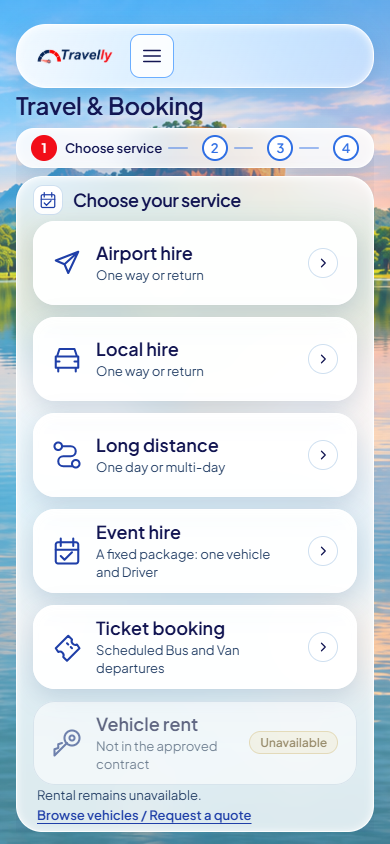 Travelly
Travel & Booking
1 Choose service 2 3 4
Choose your service
Airport hire
One way or return
Local hire
One way or return
Long distance
One day or multi-day
Event hire
A fixed package: one vehicle
and Driver
Ticket booking
Scheduled Bus and Van
departures
Vehicle rent
Not in the approved
contract
Unavailable
Rental remains unavailable.
Browse vehicles / Request a quote